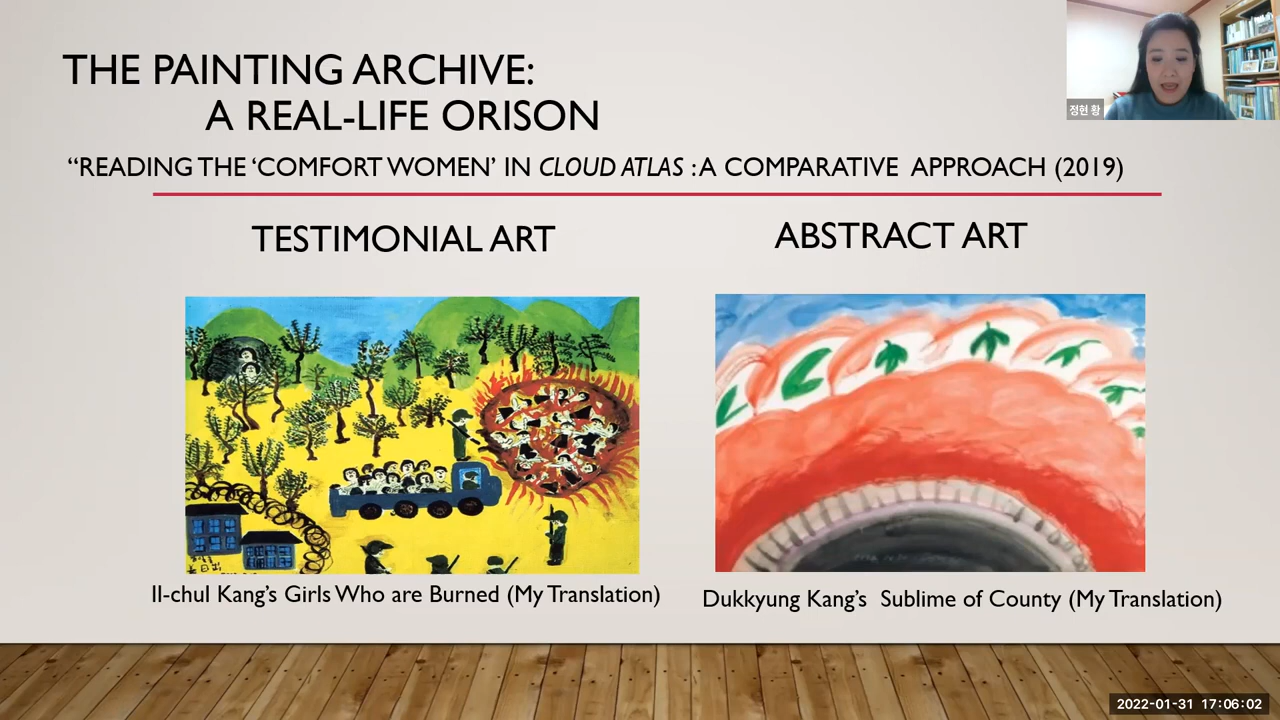 THE PAINTING ARCHIVE:
A REAL-LIFE ORISON
“READING THE ‘COMFORT WOMEN’ IN CLOUD ATLAS : A COMPARATIVE APPROACH (2019)
정현 황
TESTIMONIAL ART
ABSTRACT ART
Il-chul Kang’s Girls Who are Burned (My Translation)
Dukkyung Kang’s Sublime of County (My Translation)
2022-01-31 17:06:02